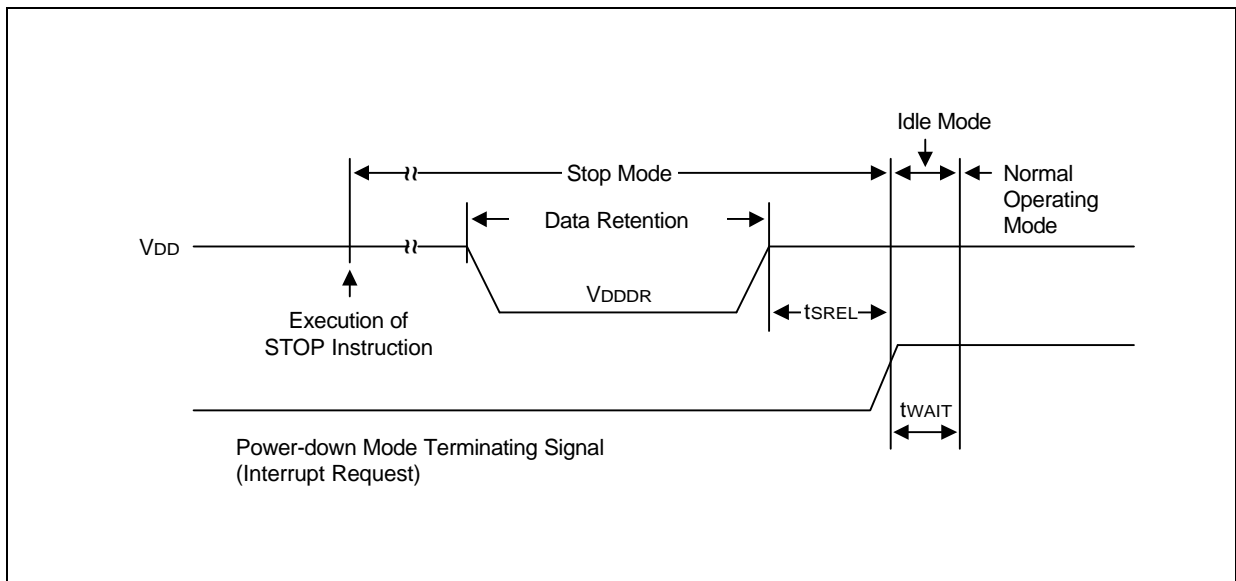 Idle Mode
Stop Mode
Normal
Operating
Mode
Data Retention
VDD
VDDDR
tSREL
Execution of
STOP Instruction
tWAIT
Power-down Mode Terminating Signal
(Interrupt Request)